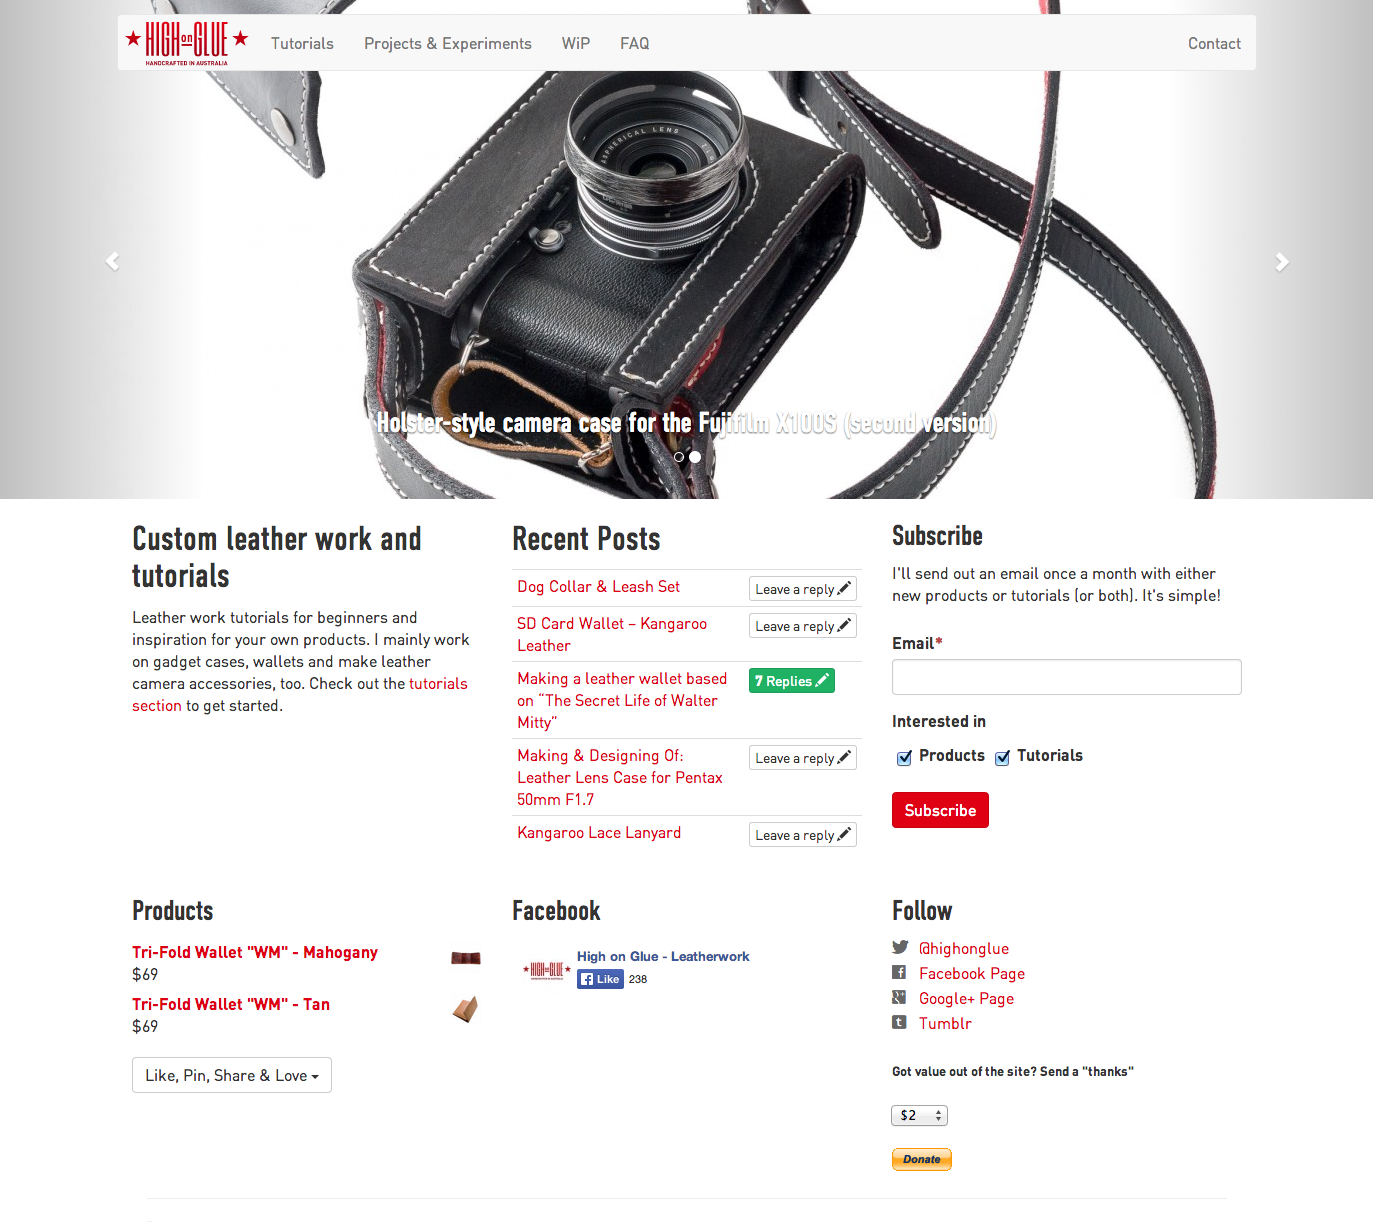 HIGH on GLUE
HANDCRAFTED IN AUSTRALIA
Tutorials
Projects & Experiments
WiP
FAQ
Contact
ASPHERICAL LENS
Holster-style camera case for the Fujifilm X100S (second version)
Custom leather work and
tutorials
Leather work tutorials for beginners and
inspiration for your own products. I mainly work
on gadget cases, wallets and make leather
camera accessories, too. Check out the tutorials
section to get started.
Recent Posts
Dog Collar & Leash Set
Leave a reply
SD Card Wallet – Kangaroo
Leather
Leave a reply
Making a leather wallet based
on “The Secret Life of Walter
Mitty”
7 Replies
Making & Designing Of:
Leather Lens Case for Pentax
50mm F1.7
Leave a reply
Kangaroo Lace Lanyard
Leave a reply
Subscribe
I'll send out an email once a month with either
new products or tutorials (or both). It's simple!
Email*
Interested in
Products
Tutorials
Subscribe
Products
Tri-Fold Wallet "WM" - Mahogany
$69
Tri-Fold Wallet "WM" - Tan
$69
Like, Pin, Share & Love
Facebook
HIGH on GLUE
High on Glue - Leatherwork
Like
238
Follow
@highonglue
Facebook Page
Google+ Page
Tumblr
Got value out of the site? Send a "thanks"
$2
Donate